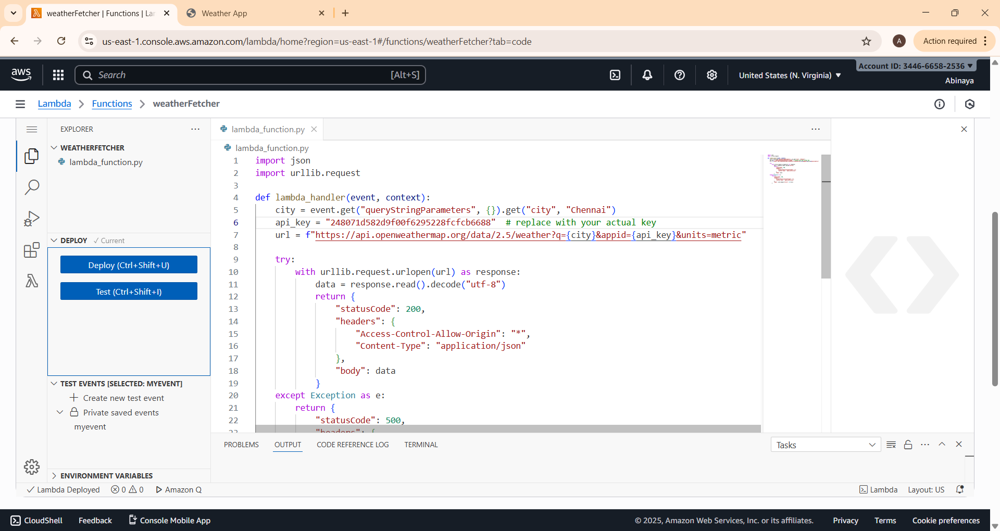 weatherFetcher | Functions | La
Weather App
us-east-1.console.aws.amazon.com/lambda/home?region=us-east-1#/functions/weatherFetcher?tab=code
A
Action required
aws
Search
[Alt+S]
United States (N. Virginia)
Account ID: 3446-6658-2536
Abinaya
Lambda
Functions
weatherFetcher
EXPLORER
WEATHERFETCHER
lambda_function.py
DEPLOY
Current
Deploy (Ctrl+Shift+U)
Test (Ctrl+Shift+I)
TEST EVENTS [SELECTED: MYEVENT]
Create new test event
Private saved events
myevent
ENVIRONMENT VARIABLES
lambda_function.py
lambda_function.py
1 import json
2 import urllib.request
3
4 def lambda_handler(event, context):
5 city = event.get("queryStringParameters", {}).get("city", "Chennai")
6 api_key = "248071d582d9f00f6295228fcfcb6688" # replace with your actual key
7 url = f"https://api.openweathermap.org/data/2.5/weather?q={city}&appid={api_key}&units=metric"
8
9 try:
10 with urllib.request.urlopen(url) as response:
11 data = response.read().decode("utf-8")
12 return {
13 "statusCode": 200,
14 "headers": {
15 "Access-Control-Allow-Origin": "*",
16 "Content-Type": "application/json"
17 },
18 "body": data
19 }
20 except Exception as e:
21 return {
22 "statusCode": 500,
23 "headers": {
PROBLEMS
OUTPUT
CODE REFERENCE LOG
TERMINAL
Tasks
Lambda Deployed
0
0
Amazon Q
Lambda
Layout: US
CloudShell
Feedback
Console Mobile App
© 2025, Amazon Web Services, Inc. or its affiliates.
Privacy
Terms
Cookie preferences